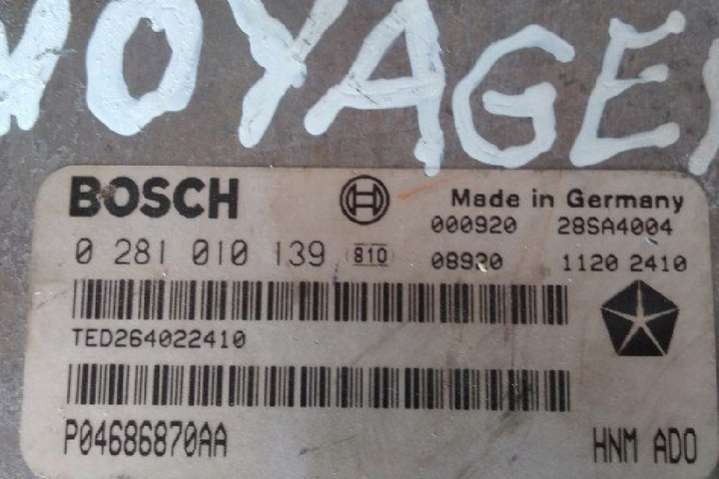 VOYAGE
BOSCH Made in Germany
000920 28SA4004
0 281 010 139 810 08920 1120 2410
TED264022410
P04686870AA HNM ADO